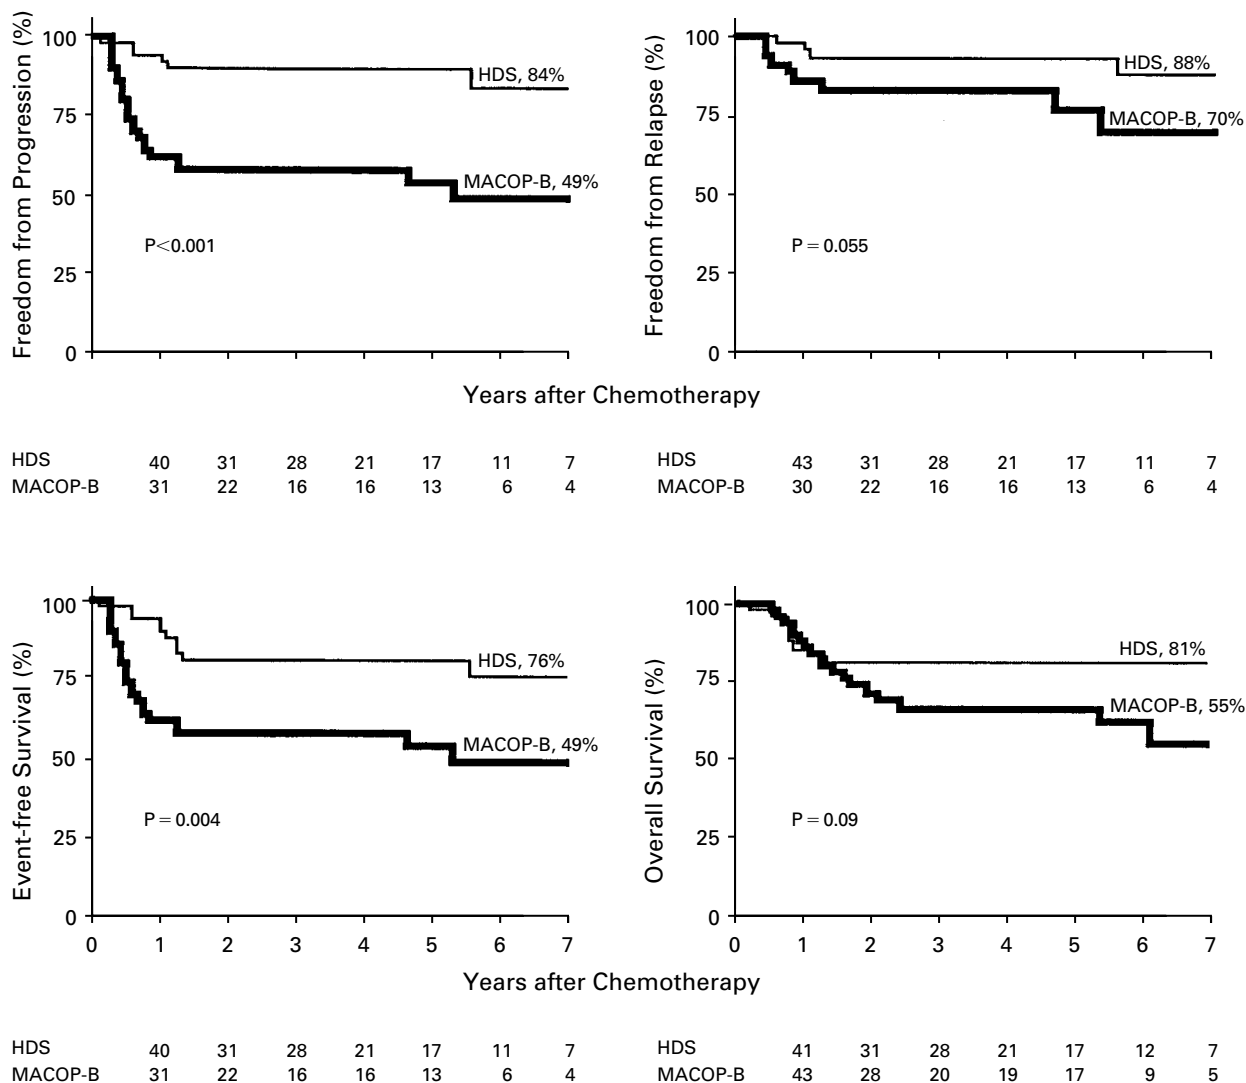 Freedom from Progression (%)
100
75
50
25
0
HDS, 84%
MACOP-B, 49%
P<0.001
Freedom from Relapse (%)
100
75
50
25
0
HDS, 88%
MACOP-B, 70%
P = 0.055
Years after Chemotherapy
HDS 40 31 28 21 17 11 7
MACOP-B 31 22 16 16 13 6 4
HDS 43 31 28 21 17 11 7
MACOP-B 30 22 16 16 13 6 4
Event-free Survival (%)
100
75
50
25
0
HDS, 76%
MACOP-B, 49%
P = 0.004
0 1 2 3 4 5 6 7
Overall Survival (%)
100
75
50
25
0
HDS, 81%
MACOP-B, 55%
P = 0.09
0 1 2 3 4 5 6 7
Years after Chemotherapy
HDS 40 31 28 21 17 11 7
MACOP-B 31 22 16 16 13 6 4
HDS 41 31 28 21 17 12 7
MACOP-B 43 28 20 19 17 9 5